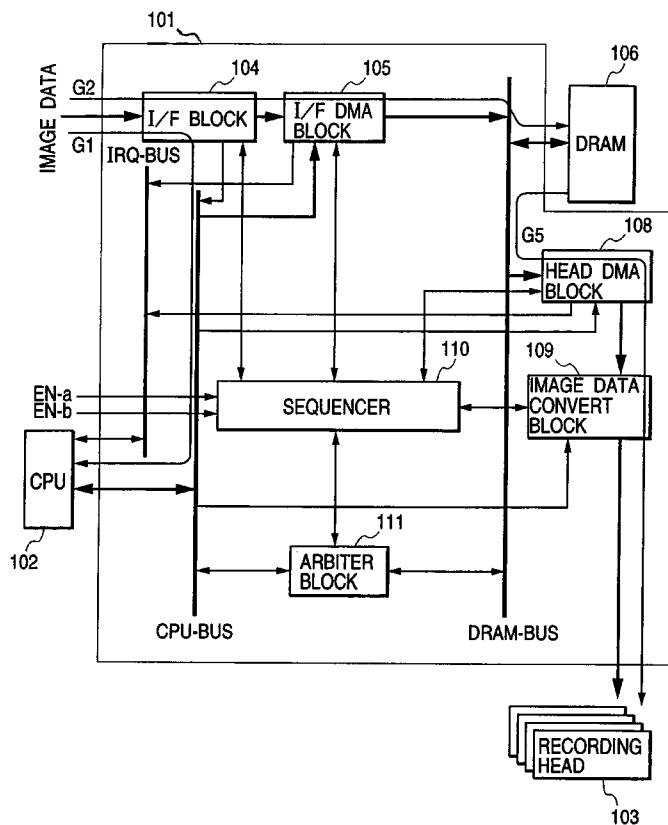 101
104
105
106
IMAGE DATA
G2
I/F BLOCK
I/F DMA
BLOCK
DRAM
G1
IRQ-BUS
G5
108
HEAD DMA
BLOCK
109
110
IMAGE DATA
CONVERT
BLOCK
EN-a
EN-b
SEQUENCER
CPU
102
111
ARBITER
BLOCK
CPU-BUS
DRAM-BUS
RECORDING
HEAD
103